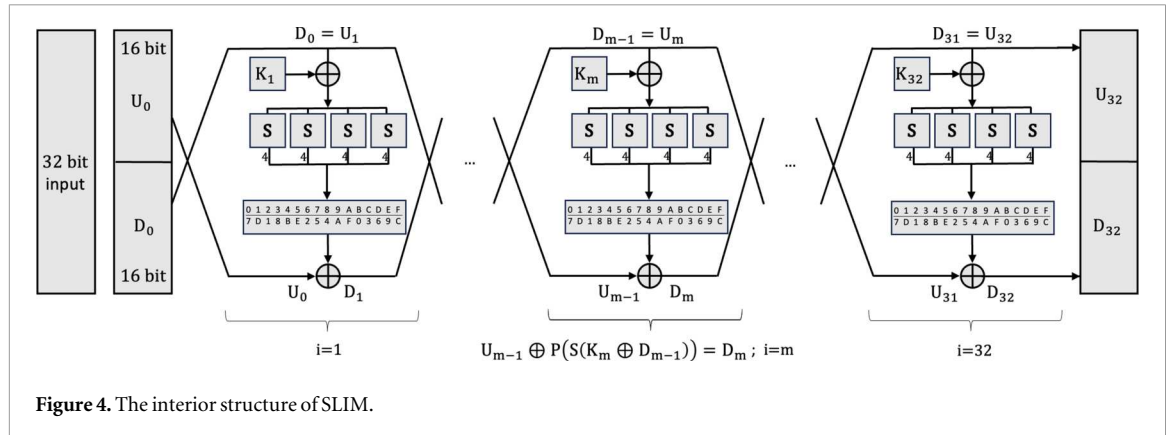 16 bit
U₀
32 bit
input
D₀
16 bit
D₀ = U₁
K₁
S S S S
4 4 4 4
0 1 2 3 4 5 6 7 8 9 A B C D E F
7 D 1 8 B E 2 5 4 A F 0 3 6 9 C
U₀ D₁
i=1
...
Dₘ₋₁ = Uₘ
Kₘ
S S S S
4 4 4 4
0 1 2 3 4 5 6 7 8 9 A B C D E F
7 D 1 8 B E 2 5 4 A F 0 3 6 9 C
Uₘ₋₁ Dₘ
Uₘ₋₁ ⊕ P(S(Kₘ ⊕ Dₘ₋₁)) = Dₘ ; i=m
...
D₃₁ = U₃₂
K₃₂
S S S S
4 4 4 4
0 1 2 3 4 5 6 7 8 9 A B C D E F
7 D 1 8 B E 2 5 4 A F 0 3 6 9 C
U₃₁ D₃₂
i=32
U₃₂
D₃₂
Figure 4. The interior structure of SLIM.